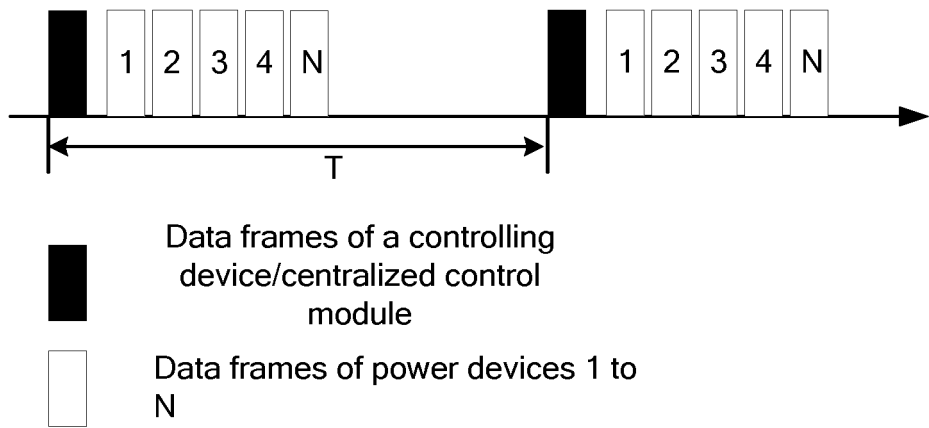 1 2 3 4 N 1 2 3 4 N
T
Data frames of a controlling
device/centralized control
module
Data frames of power devices 1 to
N